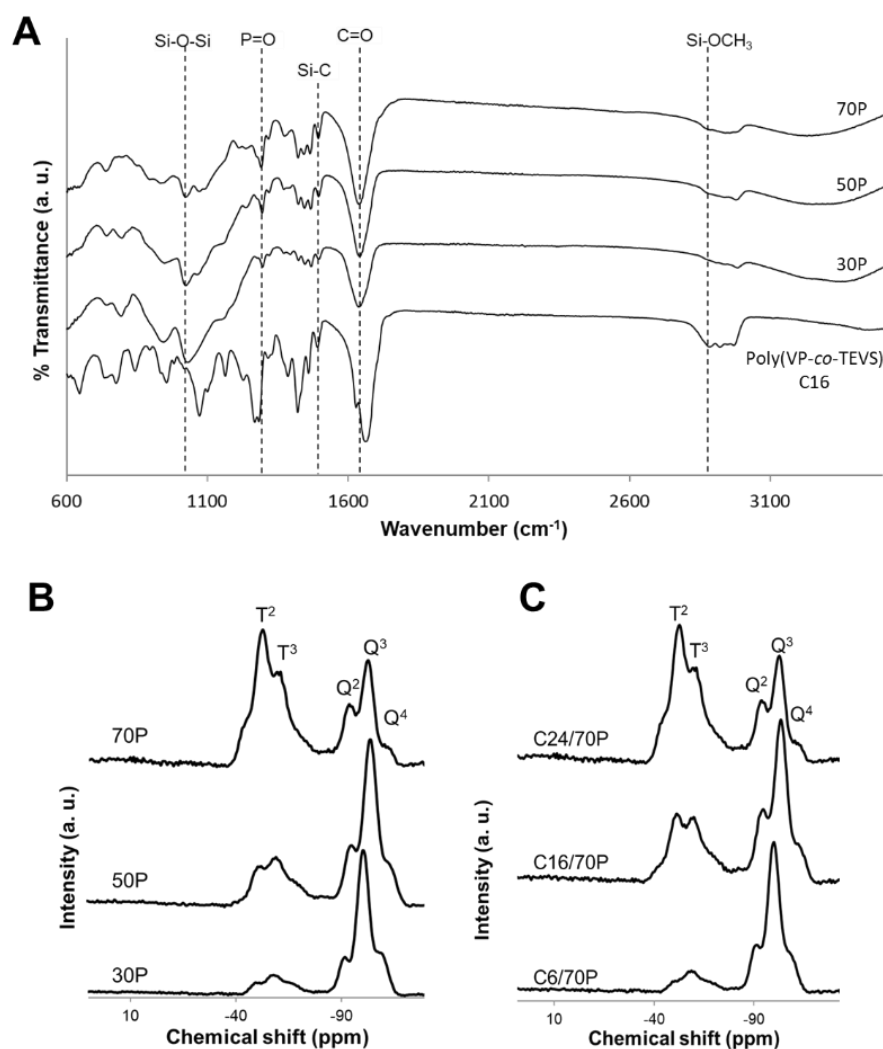 A
Si-O-Si
P=O
Si-C
C=O
Si-OCH₃
70P
50P
30P
Poly(VP-co-TEVS)
C16
% Transmittance (a. u.)
600 1100 1600 2100 2600 3100
Wavenumber (cm⁻¹)
B
T²
T³
Q²
Q³
Q⁴
70P
50P
30P
Intensity (a. u.)
10 -40 -90
Chemical shift (ppm)
C
T²
T³
Q²
Q³
Q⁴
C24/70P
C16/70P
C6/70P
Intensity (a. u.)
10 -40 -90
Chemical shift (ppm)